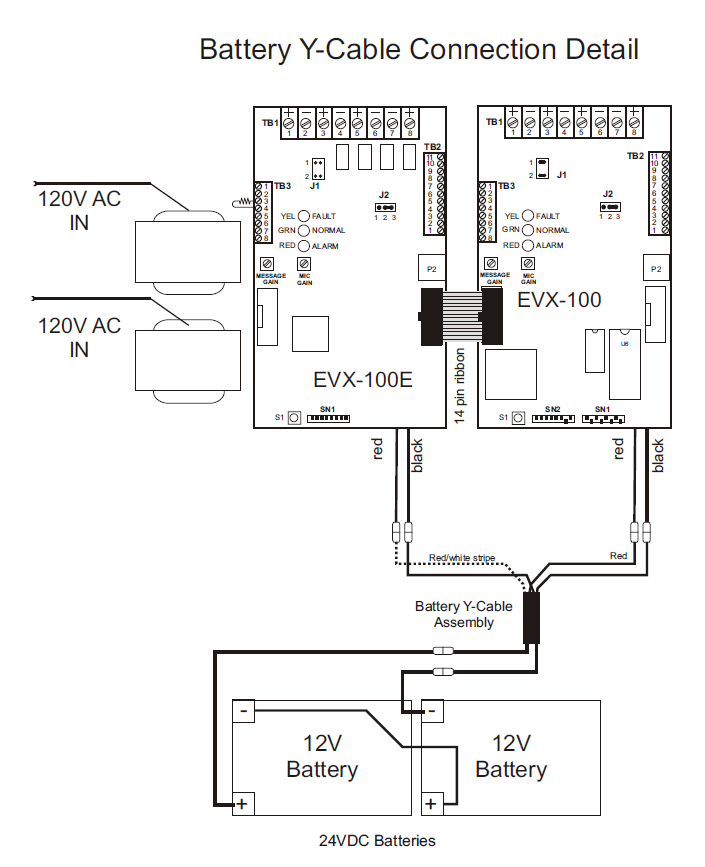 Battery Y-Cable Connection Detail
+ − + − + − − +
TB1
1 2 3 4 5 6 7 8
TB2
11
10
9
8
7
6
5
4
3
2
1
1
2
J1
TB3
1
2
3
4
5
6
7
8
J2
1 2 3
YEL FAULT
GRN NORMAL
RED ALARM
MESSAGE
GAIN
MIC
GAIN
P2
EVX-100E
S1
SN1
120V AC
IN
120V AC
IN
14 pin ribbon
+ − + − + − − +
TB1
1 2 3 4 5 6 7 8
TB2
11
10
9
8
7
6
5
4
3
2
1
1
2
J1
TB3
1
2
3
4
5
6
7
8
J2
1 2 3
YEL FAULT
GRN NORMAL
RED ALARM
MESSAGE
GAIN
MIC
GAIN
P2
EVX-100
U6
S1
SN2
SN1
red
black
red
black
Red/white stripe
Red
Battery Y-Cable
Assembly
-
12V
Battery
+
-
12V
Battery
+
24VDC Batteries